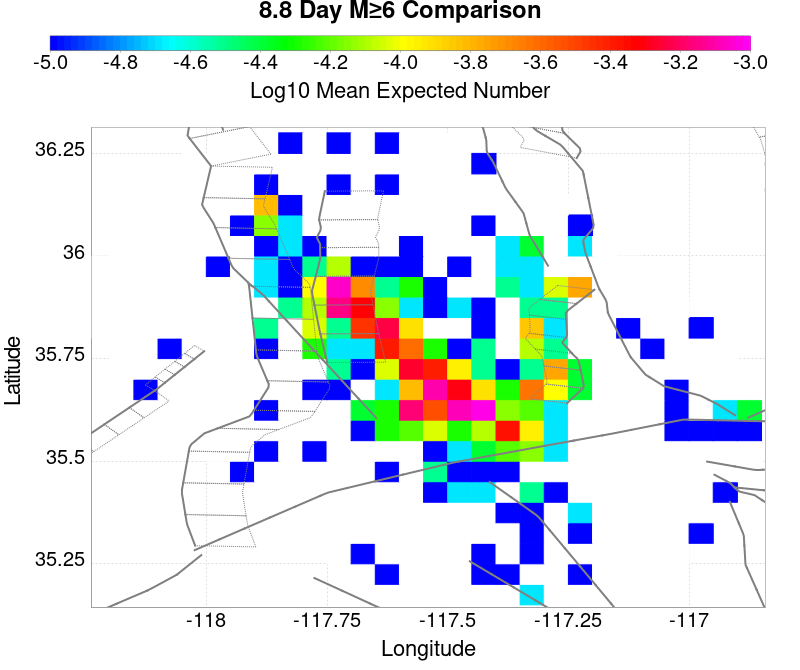 8.8 Day M≥6 Comparison
-5.0 -4.8 -4.6 -4.4 -4.2 -4.0 -3.8 -3.6 -3.4 -3.2 -3.0
Log10 Mean Expected Number
36.25
36
35.75
35.5
35.25
Latitude
-118 -117.75 -117.5 -117.25 -117
Longitude